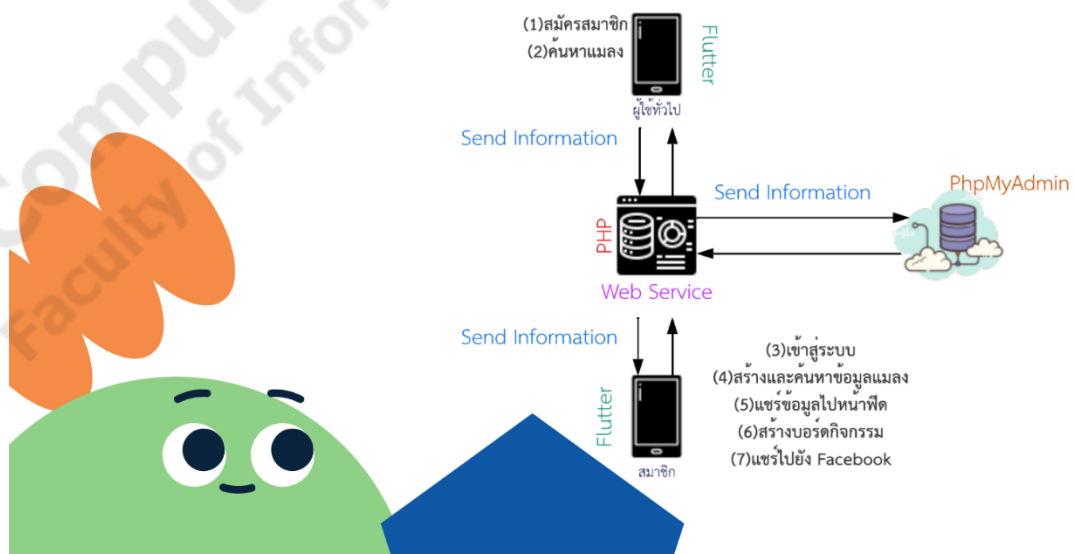 Comput
Faculty of Inforn
(1)สมัครสมาชิก
(2)ค้นหาแมลง
Flutter
ผู้ใช้ทั่วไป
Send Information
Send Information
PhpMyAdmin
PHP
Web Service
Send Information
(3)เข้าสู่ระบบ
(4)สร้างและค้นหาข้อมูลแมลง
(5)แชร์ข้อมูลไปหน้าฟีด
(6)สร้างบอร์ดกิจกรรม
(7)แชร์ไปยัง Facebook
Flutter
สมาชิก